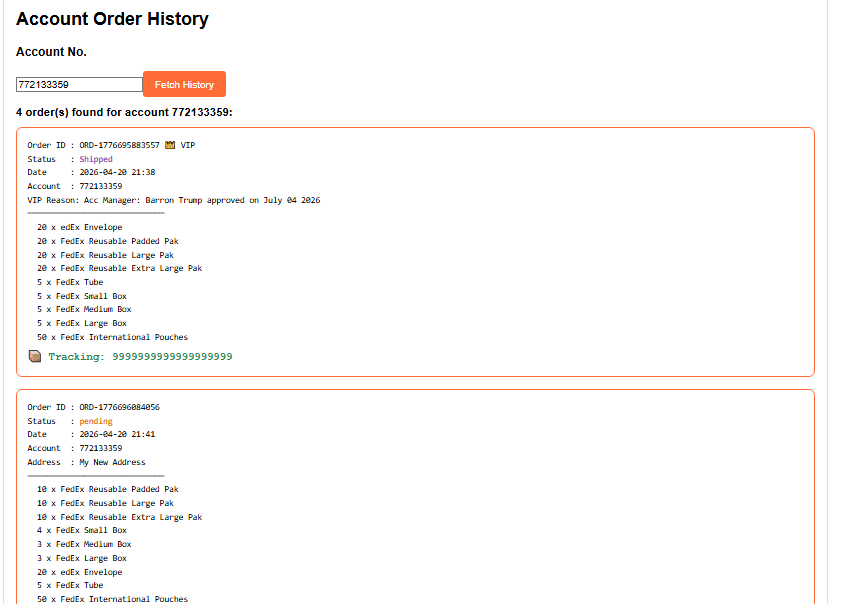 Account Order History
Account No.
772133359
Fetch History
4 order(s) found for account 772133359:
Order ID : ORD-1776695883557 VIP
Status : Shipped
Date : 2026-04-20 21:38
Account : 772133359
VIP Reason: Acc Manager: Barron Trump approved on July 04 2026
20 x edEx Envelope
20 x FedEx Reusable Padded Pak
20 x FedEx Reusable Large Pak
20 x FedEx Reusable Extra Large Pak
5 x FedEx Tube
5 x FedEx Small Box
5 x FedEx Medium Box
5 x FedEx Large Box
50 x FedEx International Pouches
Tracking: 9999999999999999999
Order ID : ORD-1776696084056
Status : pending
Date : 2026-04-20 21:41
Account : 772133359
Address : My New Address
10 x FedEx Reusable Padded Pak
10 x FedEx Reusable Large Pak
10 x FedEx Reusable Extra Large Pak
4 x FedEx Small Box
3 x FedEx Medium Box
3 x FedEx Large Box
20 x edEx Envelope
5 x FedEx Tube
50 x FedEx International Pouches